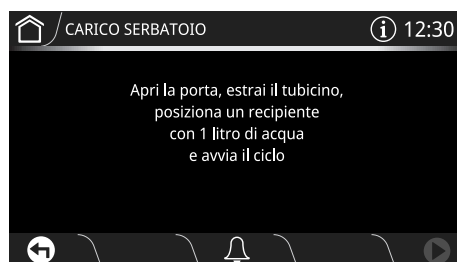 CARICO SERBATOIO
i 12:30
Apri la porta, estrai il tubicino,
posiziona un recipiente
con 1 litro di acqua
e avvia il ciclo